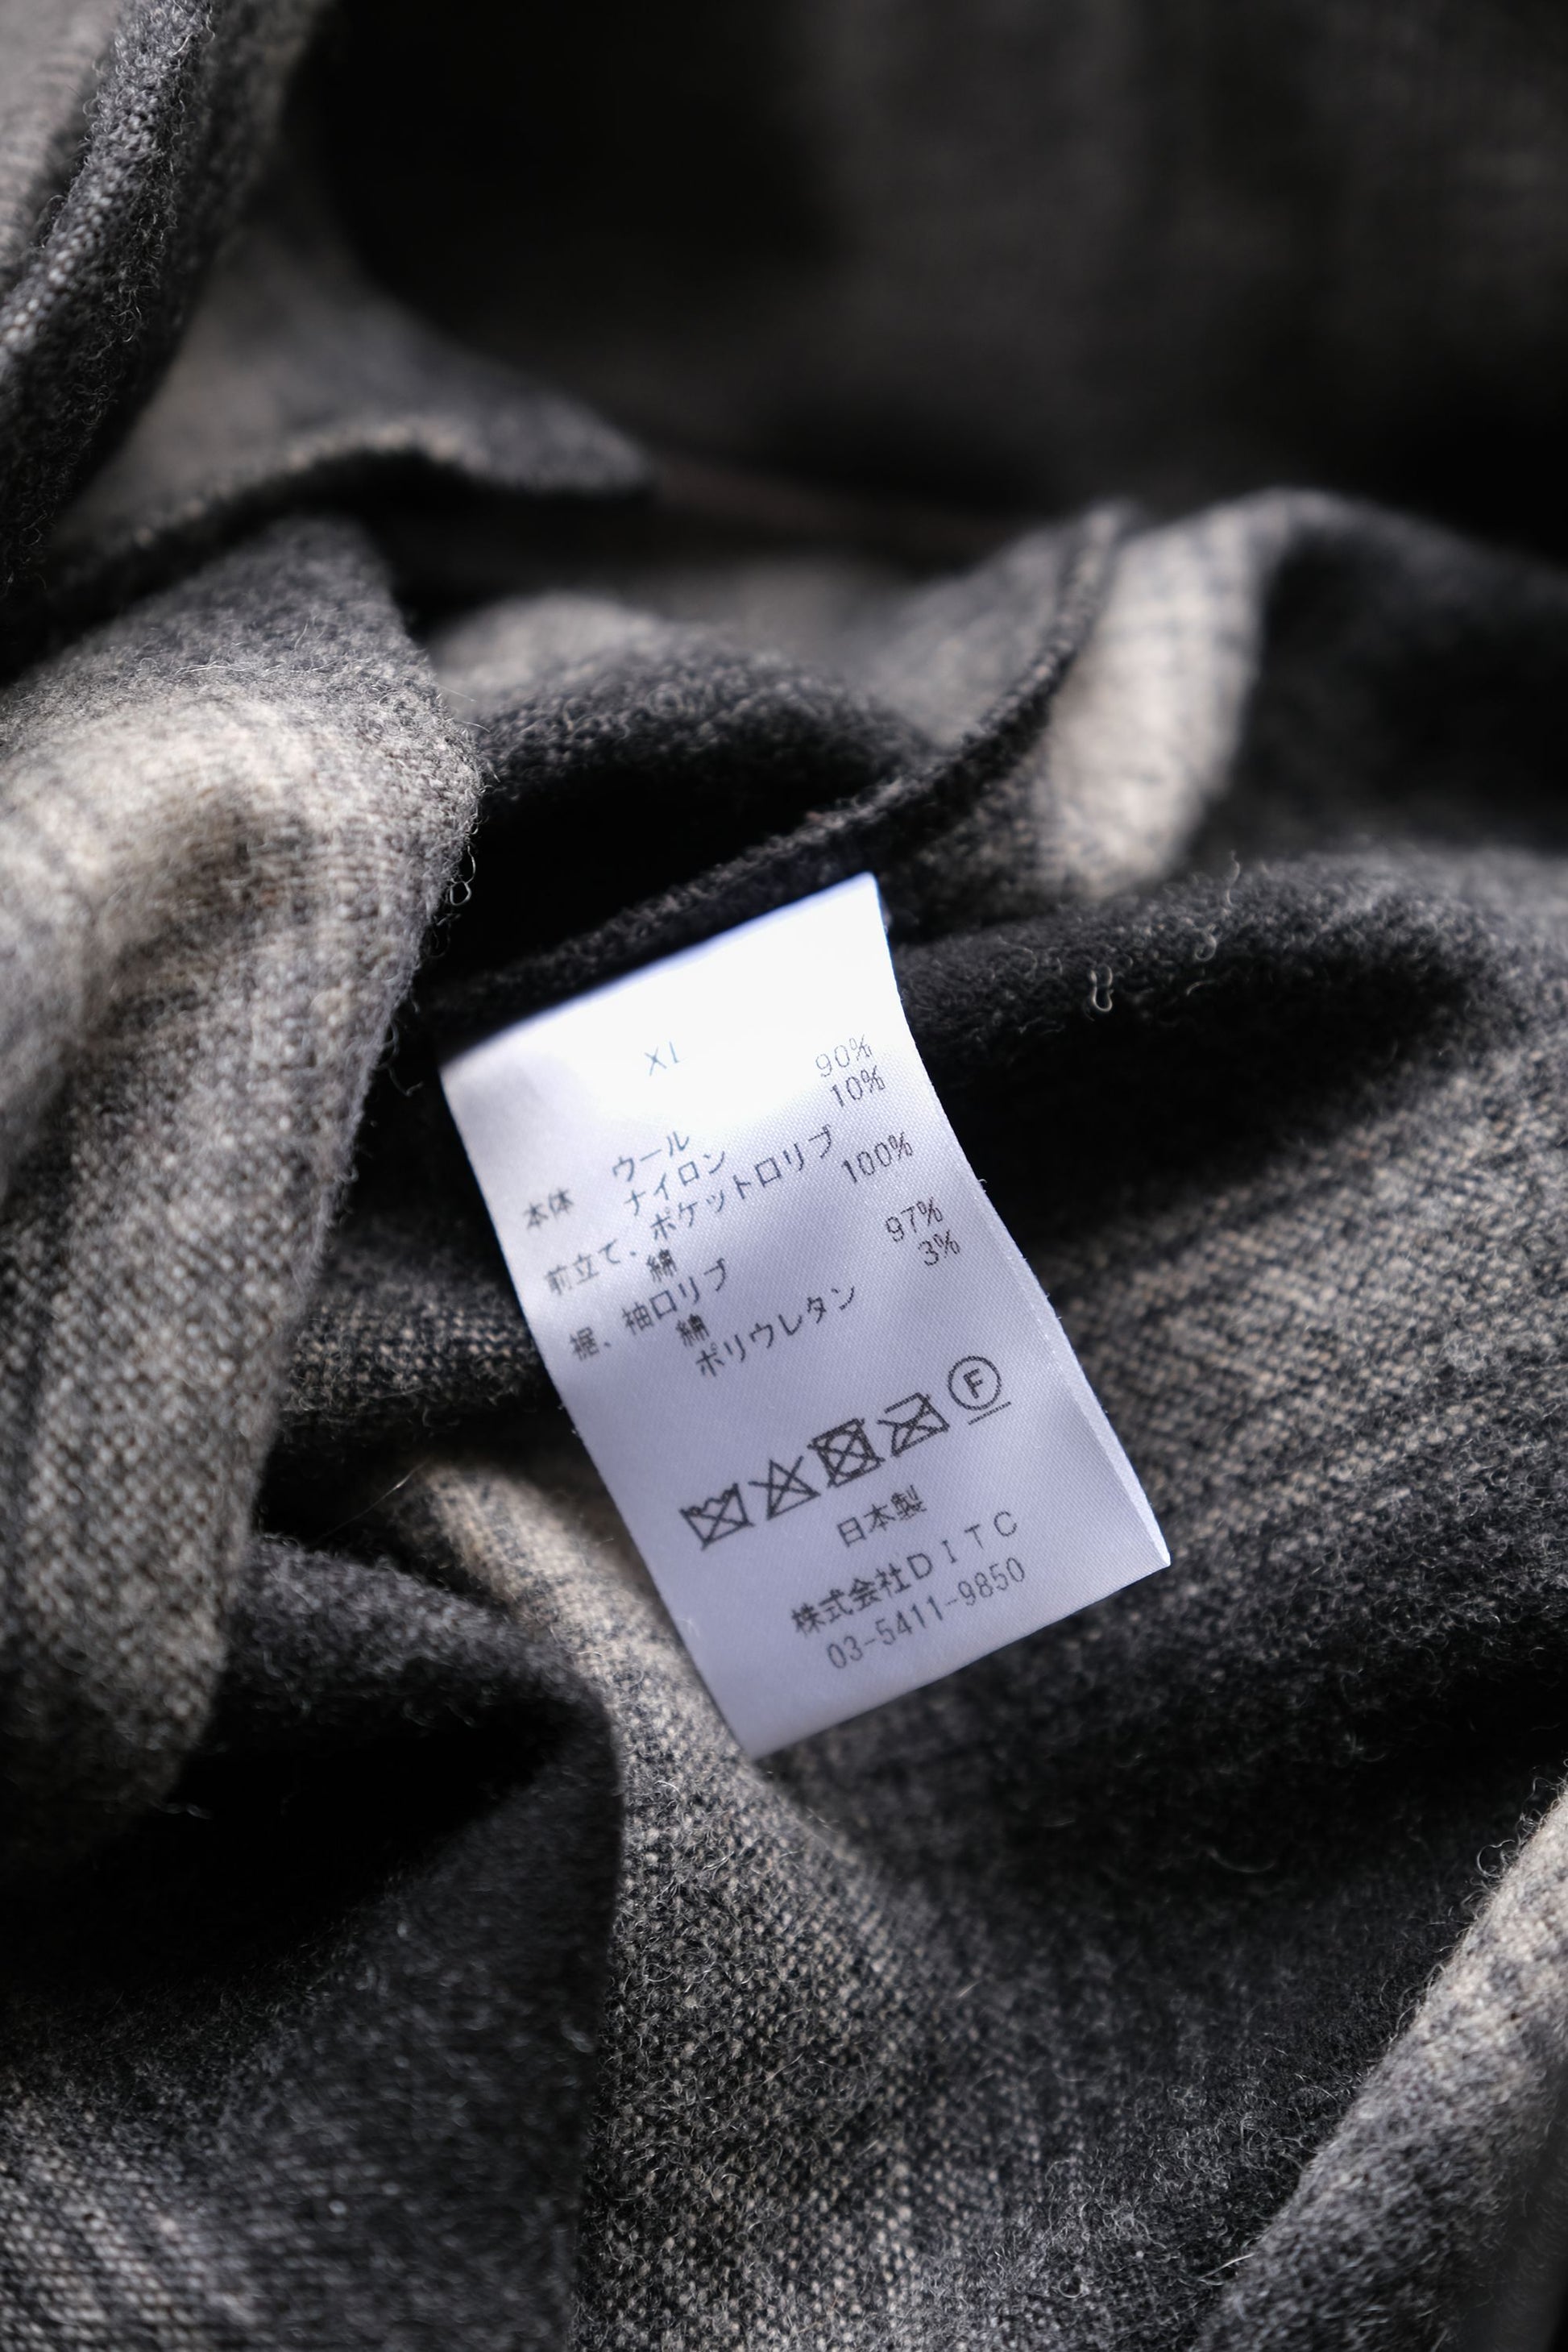 XL
本体 ウール 90%
ナイロン 10%
前立て、ポケット口リブ
綿 100%
裾、袖口リブ
綿 97%
ポリウレタン 3%
F
日本製
株式会社DITC
03-5411-9850